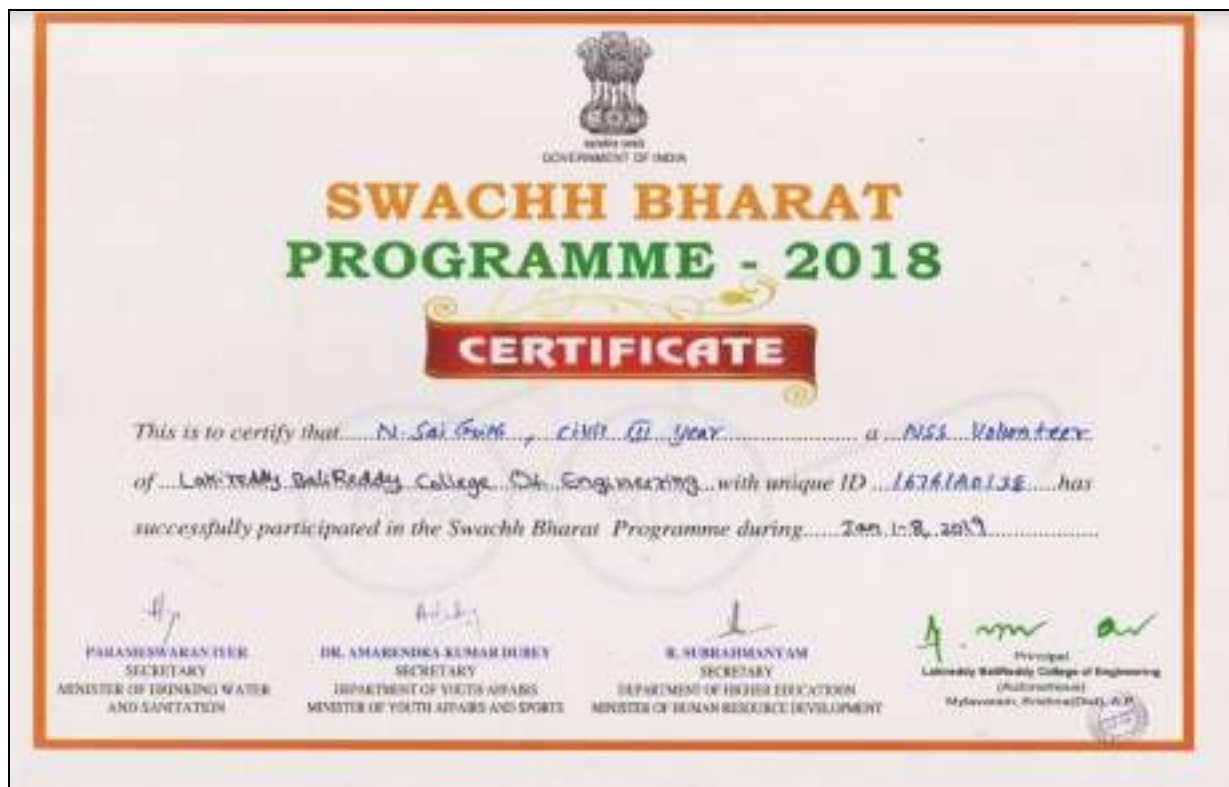 GOVERNMENT OF INDIA
SWACHH BHARAT
PROGRAMME - 2018
CERTIFICATE
This is to certify that N. Sai , civil III year a NSS Volunteer
of Lakireddy BaliReddy College Of Engineering with unique ID has
successfully participated in the Swachh Bharat Programme during Jan 1-8, 2019
PARAMESWARAN IYER
SECRETARY
MINISTER OF DRINKING WATER
AND SANITATION
DR. AMARENDRA KUMAR DUBEY
SECRETARY
DEPARTMENT OF YOUTH AFFAIRS
MINISTER OF YOUTH AFFAIRS AND SPORTS
R. SUBRAHMANYAM
SECRETARY
DEPARTMENT OF HIGHER EDUCATION
MINISTER OF HUMAN RESOURCE DEVELOPMENT
Principal
Lakireddy BaliReddy College of Engineering
(Autonomous)
Mylavaram, Krishna(Dist), A.P.